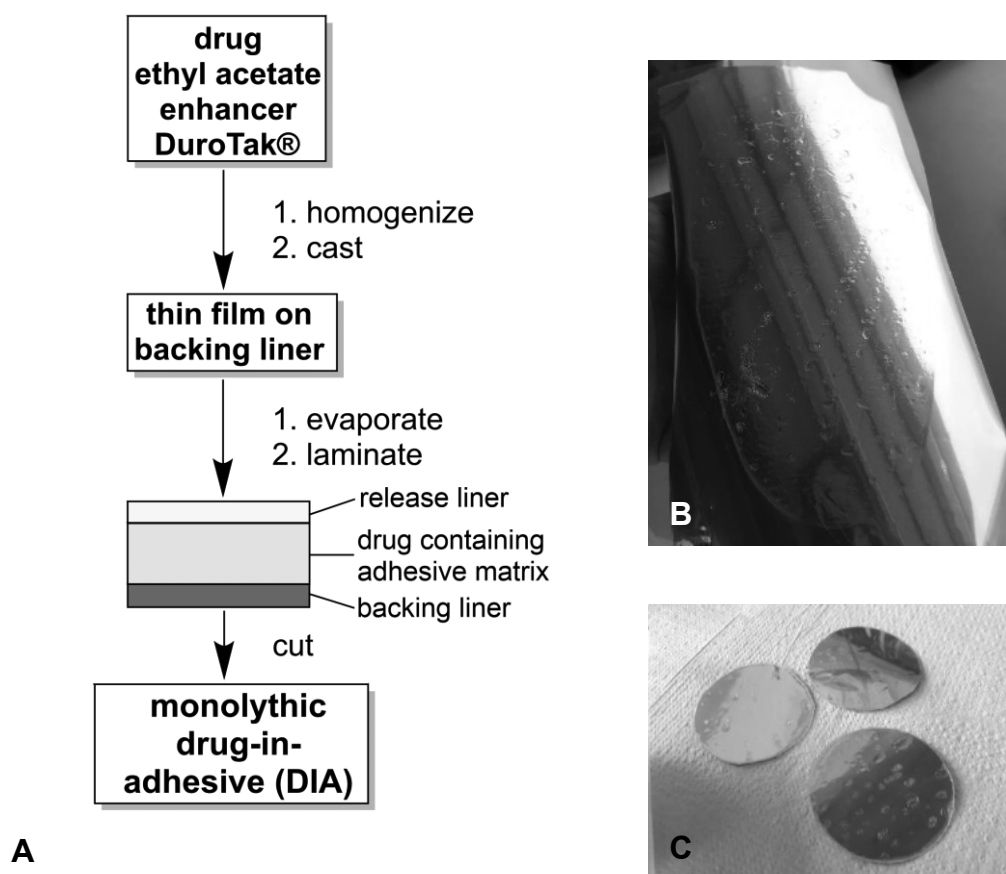 drug
ethyl acetate
enhancer
DuroTak®
1. homogenize
2. cast
thin film on
backing liner
1. evaporate
2. laminate
release liner
drug containing
adhesive matrix
backing liner
cut
monolythic
drug-in-
adhesive (DIA)
A
B
C